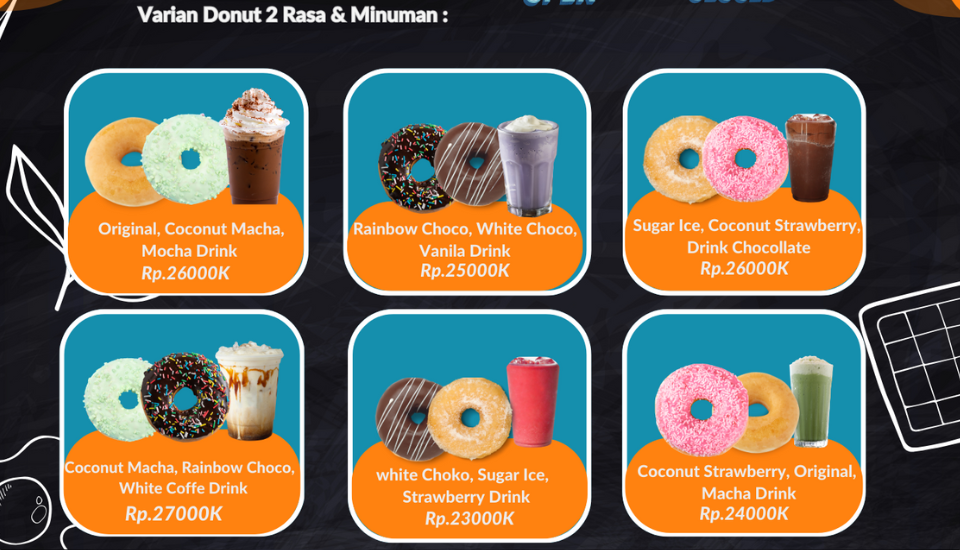 Varian Donut 2 Rasa & Minuman :
Original, Coconut Macha,
Mocha Drink
Rp.26000K
Rainbow Choco, White Choco,
Vanila Drink
Rp.25000K
Sugar Ice, Coconut Strawberry,
Drink Chocollate
Rp.26000K
Coconut Macha, Rainbow Choco,
White Coffe Drink
Rp.27000K
white Choko, Sugar Ice,
Strawberry Drink
Rp.23000K
Coconut Strawberry, Original,
Macha Drink
Rp.24000K